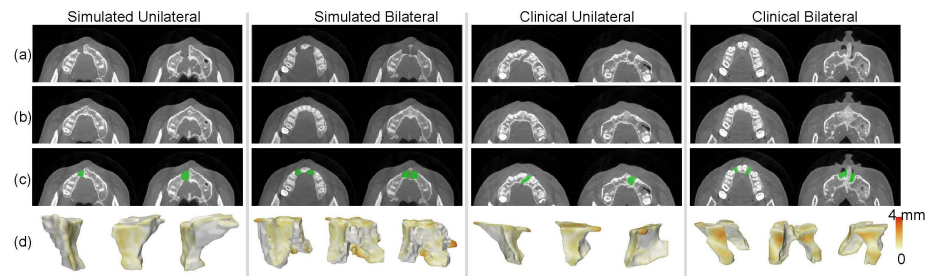 Simulated Unilateral Simulated Bilateral Clinical Unilateral Clinical Bilateral
(a)
(b)
(c)
(d)
4 mm
0